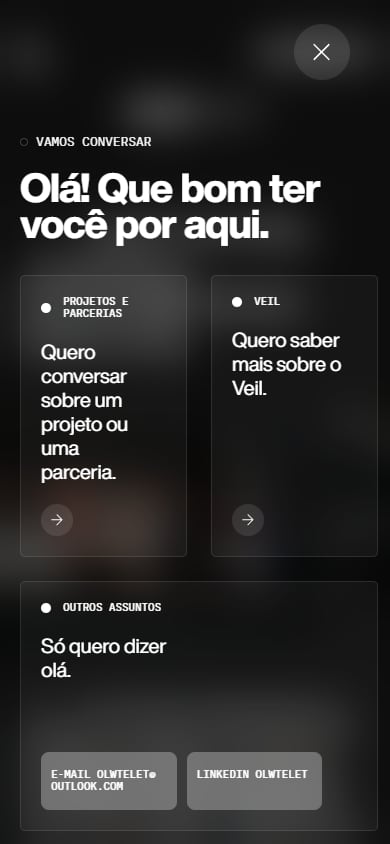 VAMOS CONVERSAR
Olá! Que bom ter
você por aqui.
PROJETOS E
PARCERIAS
Quero
conversar
sobre um
projeto ou
uma
parceria.
VEIL
Quero saber
mais sobre o
Veil.
OUTROS ASSUNTOS
Só quero dizer
olá.
E-MAIL OLWTELET@
OUTLOOK.COM
LINKEDIN OLWTELET